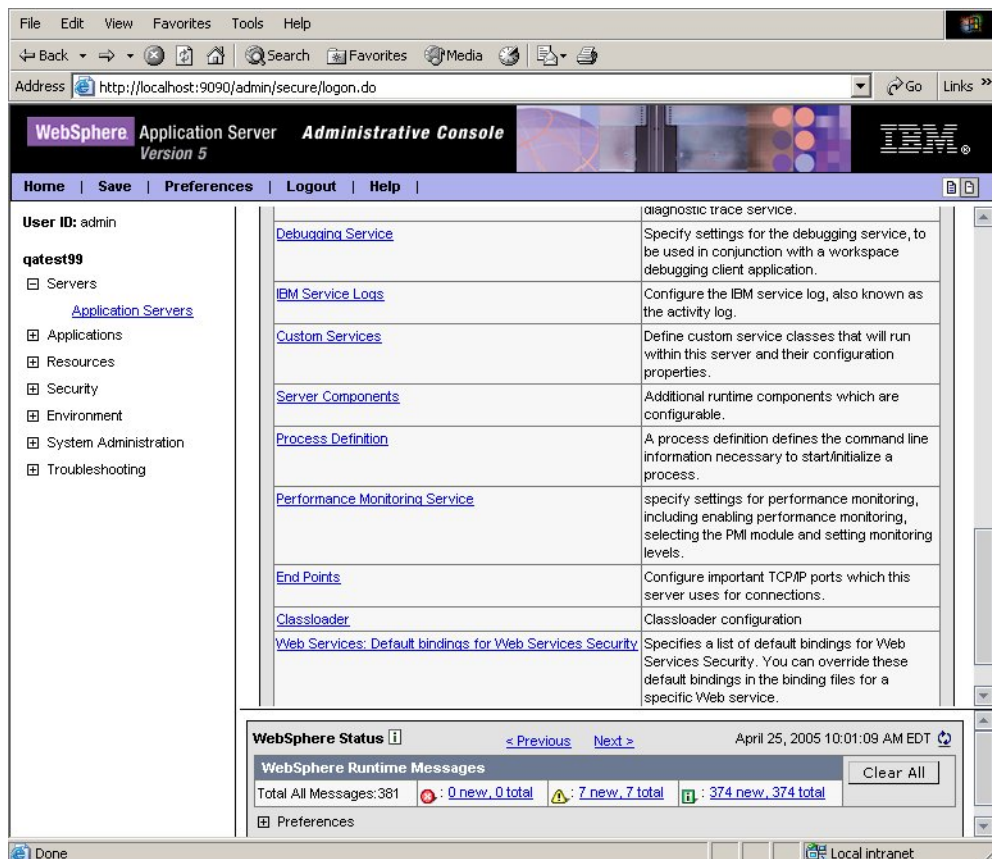 File Edit View Favorites Tools Help
Back Search Favorites Media
Address http://localhost:9090/admin/secure/logon.do Go Links »
WebSphere Application Server Administrative Console
Version 5
IBM®
Home | Save | Preferences | Logout | Help |
User ID: admin
qatest99
Servers
Application Servers
Applications
Resources
Security
Environment
System Administration
Troubleshooting
diagnostic trace service.
Debugging Service
Specify settings for the debugging service, to
be used in conjunction with a workspace
debugging client application.
IBM Service Logs
Configure the IBM service log, also known as
the activity log.
Custom Services
Define custom service classes that will run
within this server and their configuration
properties.
Server Components
Additional runtime components which are
configurable.
Process Definition
A process definition defines the command line
information necessary to start/initialize a
process.
Performance Monitoring Service
specify settings for performance monitoring,
including enabling performance monitoring,
selecting the PMI module and setting monitoring
levels.
End Points
Configure important TCP/IP ports which this
server uses for connections.
Classloader
Classloader configuration
Web Services: Default bindings for Web Services Security
Specifies a list of default bindings for Web
Services Security. You can override these
default bindings in the binding files for a
specific Web service.
WebSphere Status i < Previous Next > April 25, 2005 10:01:09 AM EDT
WebSphere Runtime Messages
Clear All
Total All Messages:381 : 0 new, 0 total : 7 new, 7 total : 374 new, 374 total
Preferences
Done Local intranet